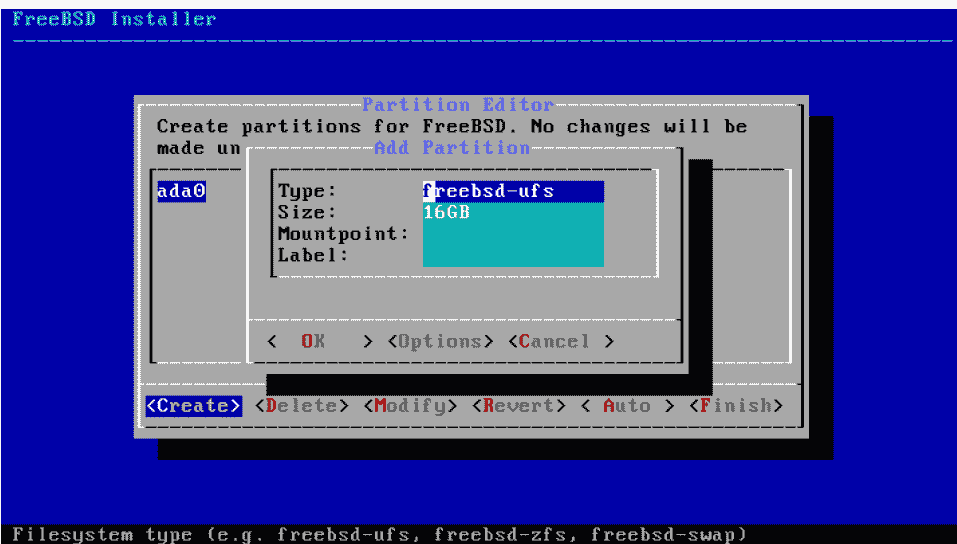 FreeBSD Installer
Partition Editor
Create partitions for FreeBSD. No changes will be
made un
Add Partition
ada0
Type: freebsd-ufs
Size: 16GB
Mountpoint:
Label:
< OK > <Options> <Cancel >
<Create> <Delete> <Modify> <Revert> < Auto > <Finish>
Filesystem type (e.g. freebsd-ufs, freebsd-zfs, freebsd-swap)